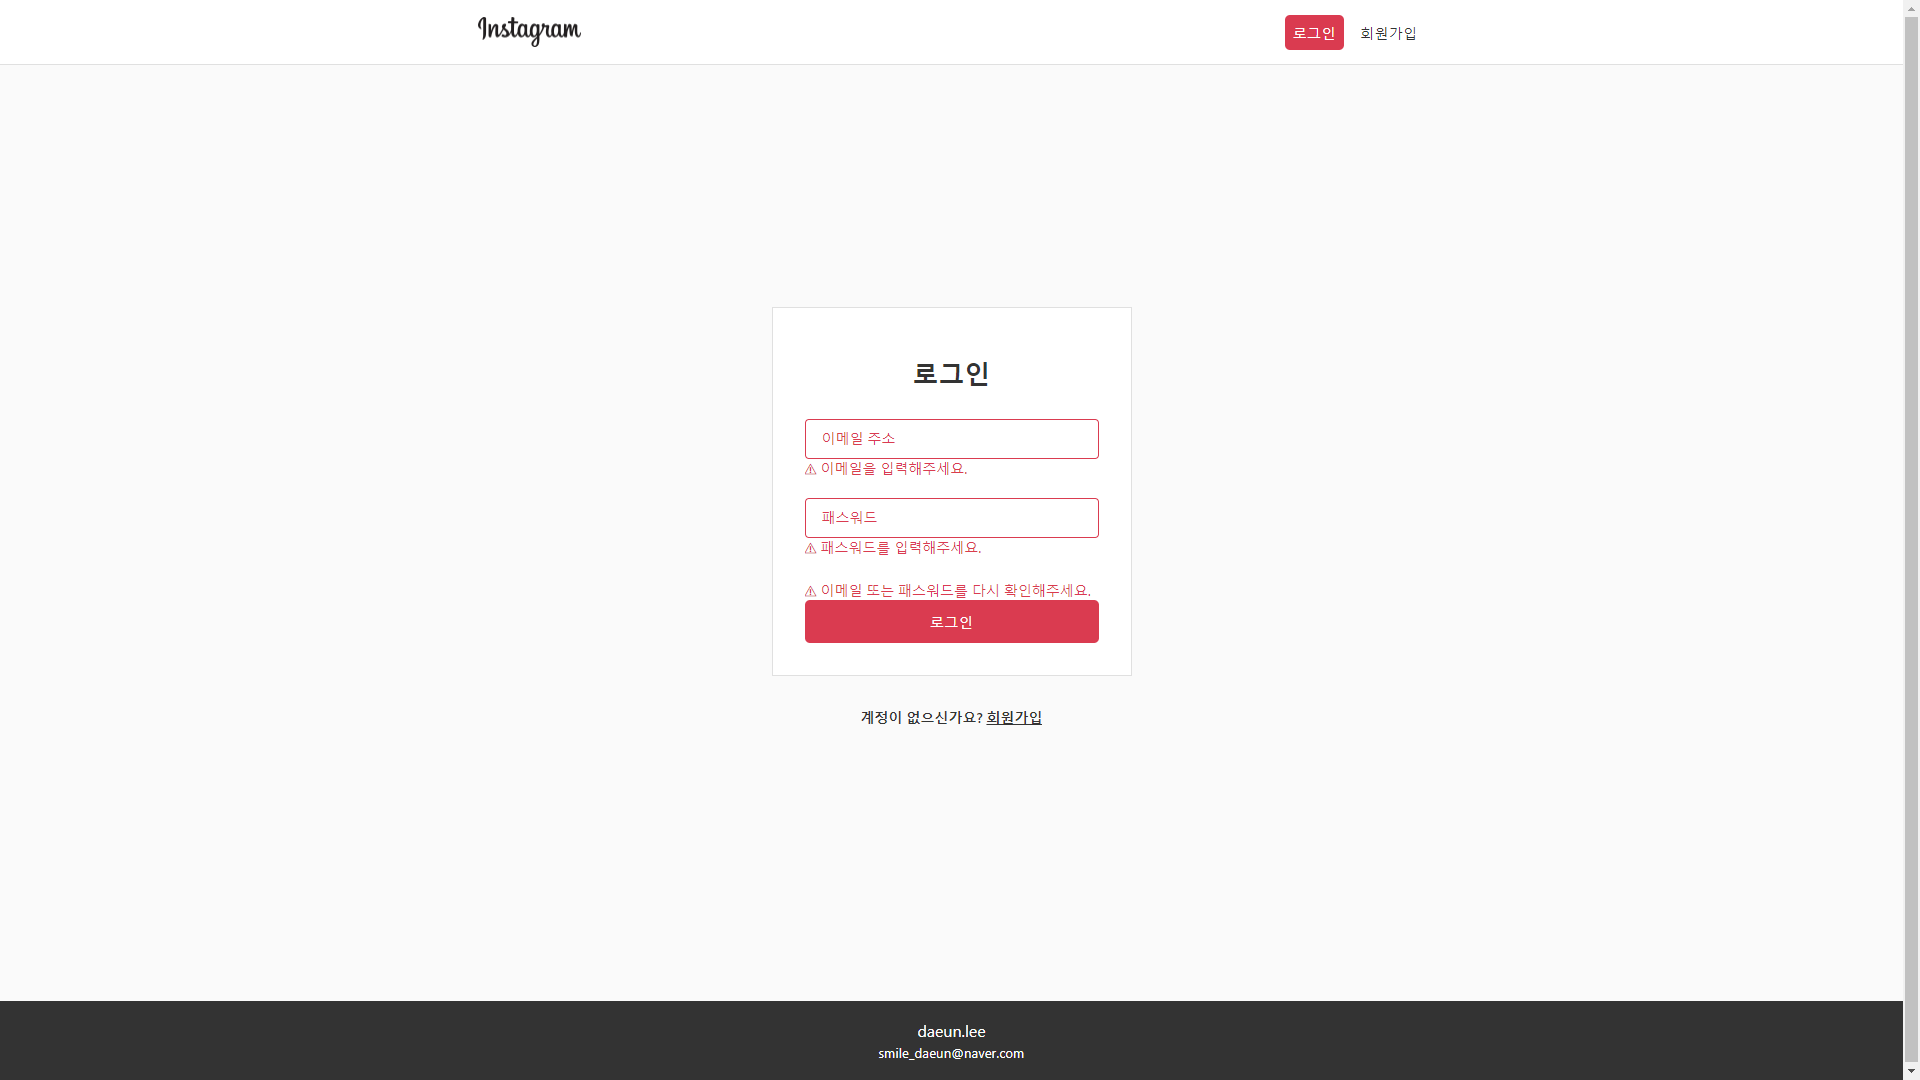 Instagram
로그인 회원가입
로그인
이메일 주소
⚠ 이메일을 입력해주세요.
패스워드
⚠ 패스워드를 입력해주세요.
⚠ 이메일 또는 패스워드를 다시 확인해주세요.
로그인
계정이 없으신가요? 회원가입
daeun.lee
smile_daeun@naver.com